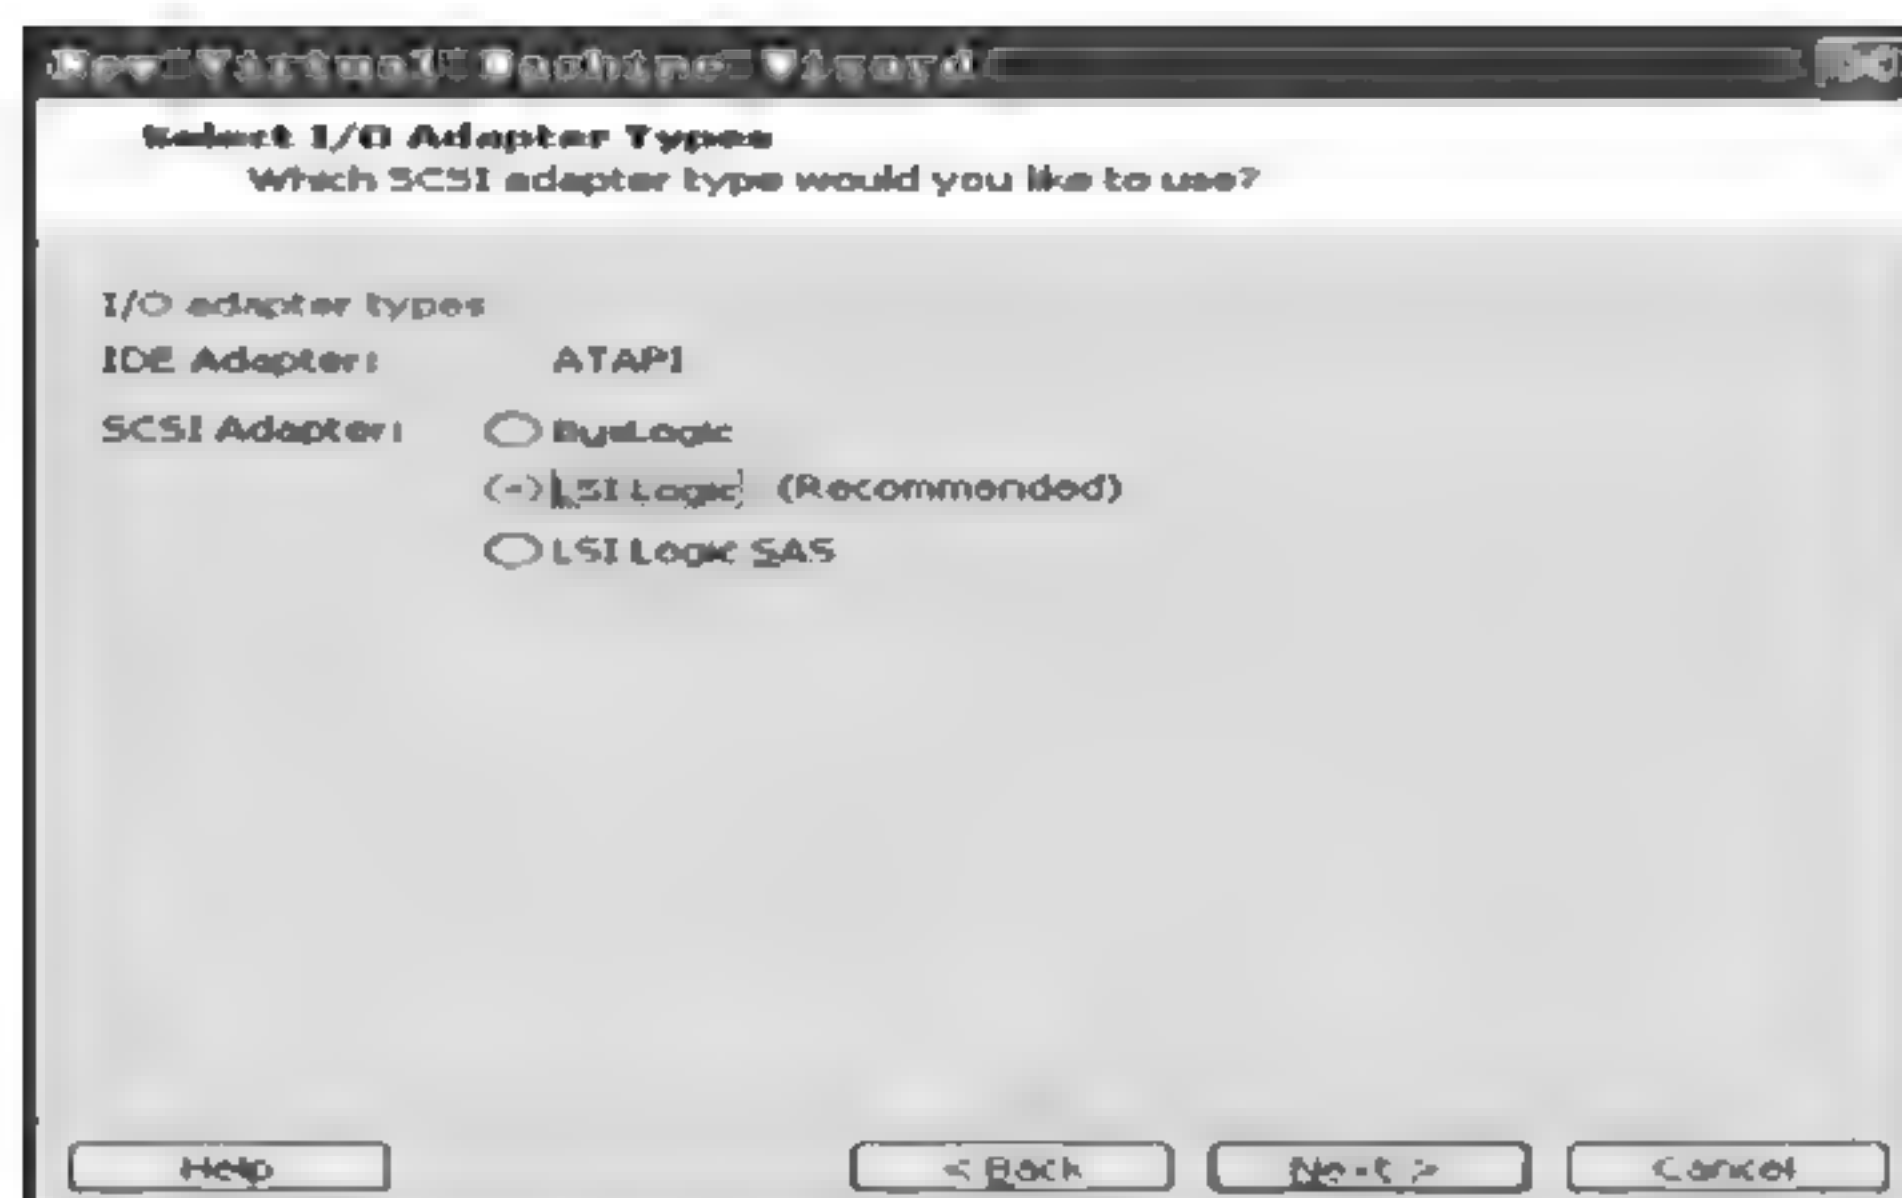 New Virtual Machine Wizard
Select I/O Adapter Types
Which SCSI adapter type would you like to use?
I/O adapter types
IDE Adapter: ATAPI
SCSI Adapter: BusLogic
LSI Logic (Recommended)
LSI Logic SAS
Help < Back Next > Cancel